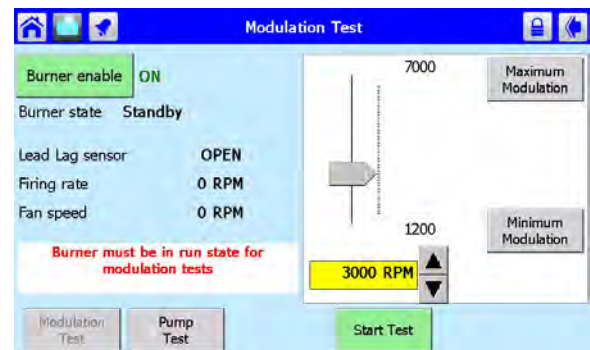 Modulation Test
Burner enable ON
Burner state Standby
Lead Lag sensor OPEN
Firing rate 0 RPM
Fan speed 0 RPM
Burner must be in run state for
modulation tests
Modulation
Test
Pump
Test
7000
1200
3000 RPM
Maximum
Modulation
Minimum
Modulation
Start Test